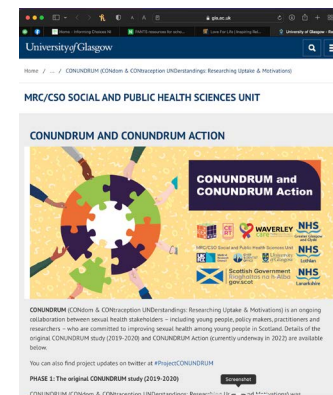 gla.ac.uk
Home - Informing Choices NI
Love For Life | Inspiring Rel...
University of Glasgow - Re
University of Glasgow
Home / ... / CONUNDRUM (CONdom & CONtraception UNDerstandings: Researching Uptake & Motivations)
MRC/CSO SOCIAL AND PUBLIC HEALTH SCIENCES UNIT
CONUNDRUM AND CONUNDRUM ACTION
CONUNDRUM and
CONUNDRUM Action
WAVERLEY
CARE
NHS
Greater Glasgow
and Clyde
MRC/CSO Social and Public Health Sciences Unit
University
of Glasgow
NHS
Lothian
Scottish Government
Riaghaltas na h-Alba
gov.scot
NHS
Lanarkshire
CONUNDRUM (CONdom & CONtraception UNDerstandings: Researching Uptake & Motivations) is an ongoing
collaboration between sexual health stakeholders – including young people, policy makers, practitioners and
researchers – who are committed to improving sexual health among young people in Scotland. Details of the
original CONUNDRUM study (2019-2020) and CONUNDRUM Action (currently underway in 2022) are available
below.
You can also find project updates on twitter at #ProjectCONUNDRUM
PHASE 1: The original CONUNDRUM study (2019-2020)
Screenshot
CONUNDRUM (CONdom & CONtraception UNDerstandings: Researching